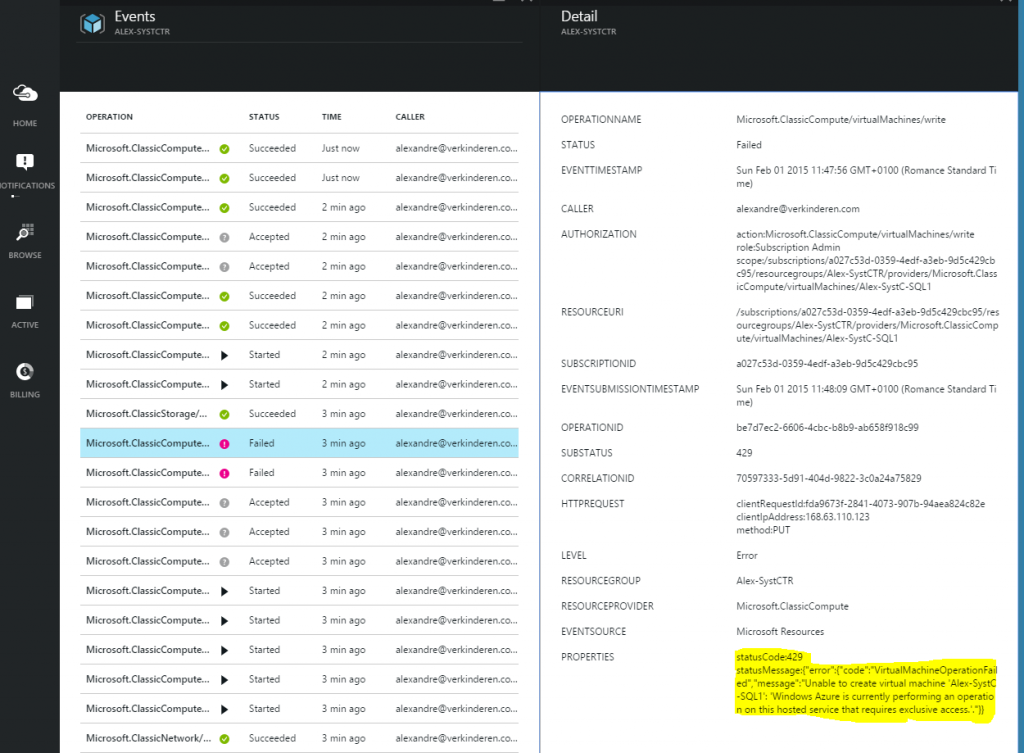 Events
ALEX-SYSTCTR
Detail
ALEX-SYSTCTR
HOME
NOTIFICATIONS
BROWSE
ACTIVE
BILLING
OPERATION STATUS TIME CALLER
Microsoft.ClassicCompute... Succeeded Just now alexandre@verkinderen.co...
Microsoft.ClassicCompute... Succeeded Just now alexandre@verkinderen.co...
Microsoft.ClassicCompute... Succeeded 2 min ago alexandre@verkinderen.co...
Microsoft.ClassicCompute... Accepted 2 min ago alexandre@verkinderen.co...
Microsoft.ClassicCompute... Accepted 2 min ago alexandre@verkinderen.co...
Microsoft.ClassicCompute... Succeeded 2 min ago alexandre@verkinderen.co...
Microsoft.ClassicCompute... Succeeded 2 min ago alexandre@verkinderen.co...
Microsoft.ClassicCompute... Started 2 min ago alexandre@verkinderen.co...
Microsoft.ClassicCompute... Started 2 min ago alexandre@verkinderen.co...
Microsoft.ClassicStorage/... Succeeded 3 min ago alexandre@verkinderen.co...
Microsoft.ClassicCompute... Failed 3 min ago alexandre@verkinderen.co...
Microsoft.ClassicCompute... Failed 3 min ago alexandre@verkinderen.co...
Microsoft.ClassicCompute... Accepted 3 min ago alexandre@verkinderen.co...
Microsoft.ClassicCompute... Accepted 3 min ago alexandre@verkinderen.co...
Microsoft.ClassicCompute... Accepted 3 min ago alexandre@verkinderen.co...
Microsoft.ClassicCompute... Started 3 min ago alexandre@verkinderen.co...
Microsoft.ClassicCompute... Started 3 min ago alexandre@verkinderen.co...
Microsoft.ClassicCompute... Started 3 min ago alexandre@verkinderen.co...
Microsoft.ClassicCompute... Started 3 min ago alexandre@verkinderen.co...
Microsoft.ClassicCompute... Started 3 min ago alexandre@verkinderen.co...
Microsoft.ClassicNetwork/... Succeeded 3 min ago alexandre@verkinderen.co...
OPERATIONNAME Microsoft.ClassicCompute/virtualMachines/write
STATUS Failed
EVENTTIMESTAMP Sun Feb 01 2015 11:47:56 GMT+0100 (Romance Standard Ti
me)
CALLER alexandre@verkinderen.com
AUTHORIZATION action:Microsoft.ClassicCompute/virtualMachines/write
role:Subscription Admin
scope:/subscriptions/a027c53d-0359-4edf-a3eb-9d5c429cb
c95/resourcegroups/Alex-SystCTR/providers/Microsoft.Class
icCompute/virtualMachines/Alex-SystC-SQL1
RESOURCEURI /subscriptions/a027c53d-0359-4edf-a3eb-9d5c429cbc95/res
ourcegroups/Alex-SystCTR/providers/Microsoft.ClassicComp
ute/virtualMachines/Alex-SystC-SQL1
SUBSCRIPTIONID a027c53d-0359-4edf-a3eb-9d5c429cbc95
EVENTSUBMISSIONTIMESTAMP Sun Feb 01 2015 11:48:09 GMT+0100 (Romance Standard Ti
me)
OPERATIONID be7d7ec2-6606-4cbc-b8b9-ab658f918c99
SUBSTATUS 429
CORRELATIONID 70597333-5d91-404d-9822-3c0a24a75829
HTTPREQUEST clientRequestId:fda9673f-2841-4073-907b-94aea824c82e
clientIpAddress:168.63.110.123
method:PUT
LEVEL Error
RESOURCEGROUP Alex-SystCTR
RESOURCEPROVIDER Microsoft.ClassicCompute
EVENTSOURCE Microsoft Resources
PROPERTIES statusCode:429
statusMessage:{"error":{"code":"VirtualMachineOperationFail
ed","message":"Unable to create virtual machine 'Alex-SystC
-SQL1': 'Windows Azure is currently performing an operatio
n on this hosted service that requires exclusive access.'."}}